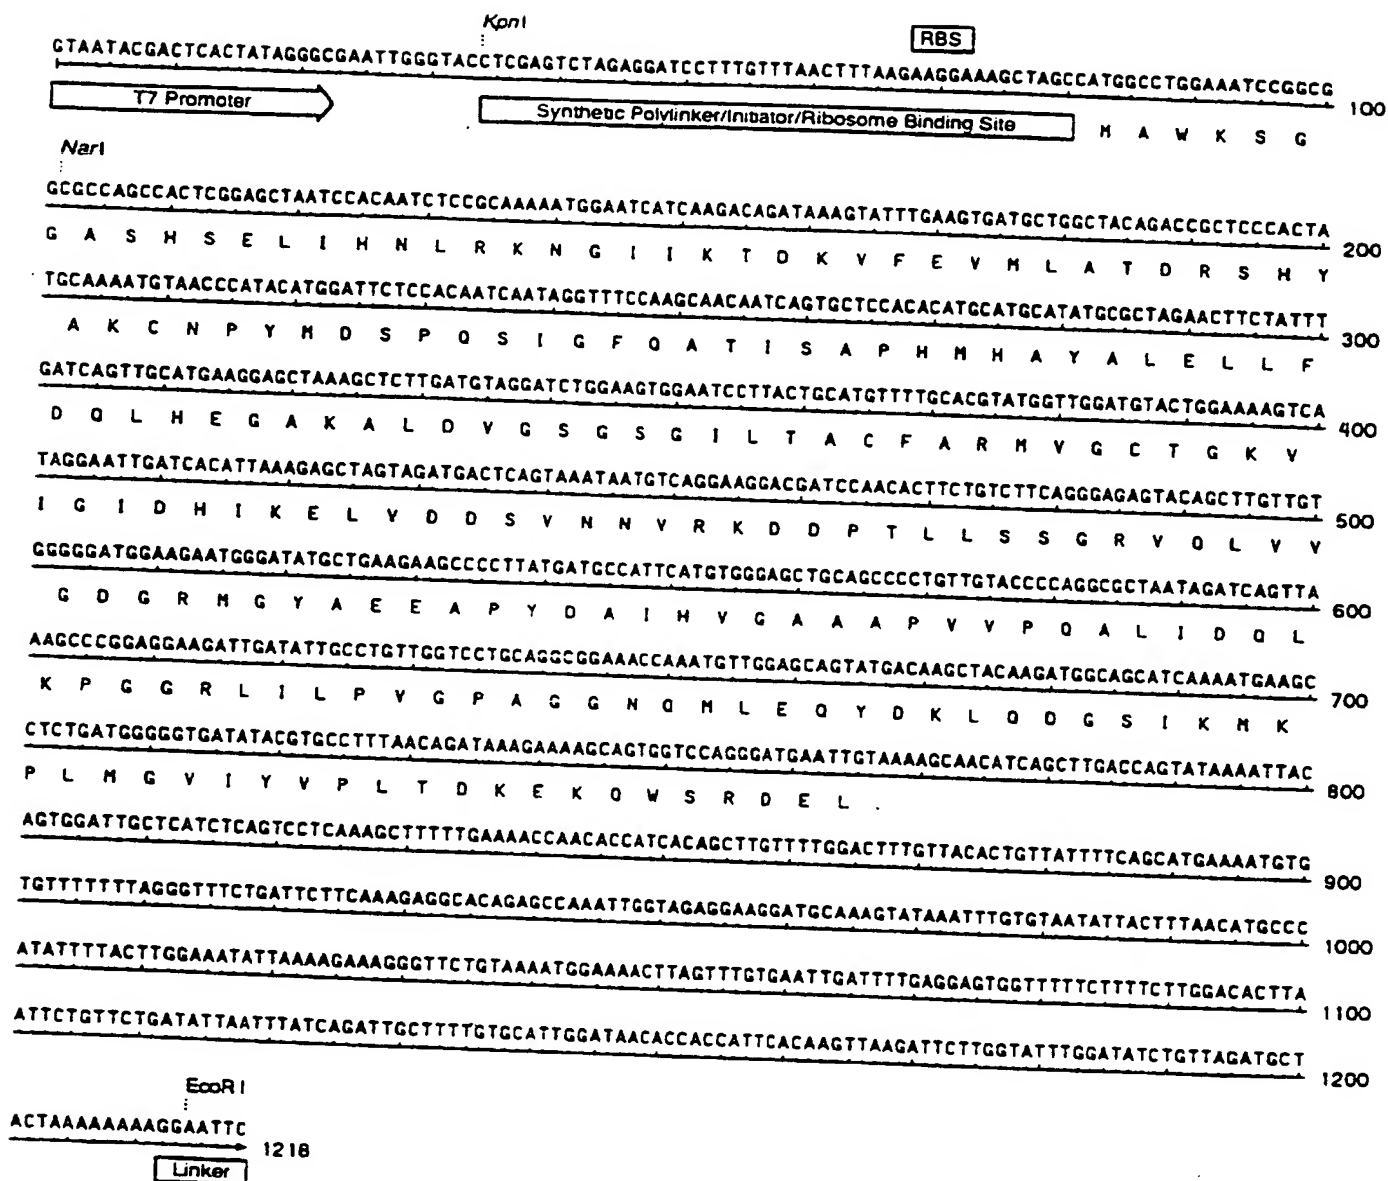 KpnI
RBS
GTAATACGACTCACTATAGGGCGAATTGGGTACCTCGAGTCTAGAGGATCCTTTGTTTAACTTTAAGAAGGAAAGCTAGCCATGGCCTGGAAATCCGGCG 100
T7 Promoter
Synthetic Polylinker/Initiator/Ribosome Binding Site
M A W K S G
NarI
GCGCCAGCCACTCGGAGCTAATCCACAATCTCCGCAAAAATGGAATCATCAAGACAGATAAAGTATTTGAAGTGATGCTGGCTACAGACCGCTCCCACTA 200
G A S H S E L I H N L R K N G I I K T D K V F E V M L A T D R S H Y
TGCAAAATGTAACCCATACATGGATTCTCCACAATCAATAGGTTTCCAAGCAACAATCAGTGCTCCACACATGCATGCATATGCGCTAGAACTTCTATTT 300
A K C N P Y M D S P Q S I G F Q A T I S A P H M H A Y A L E L L F
GATCAGTTGCATGAAGGAGCTAAAGCTCTTGATGTAGGATCTGGAAGTGGAATCCTTACTGCATGTTTTGCACGTATGGTTGGATGTACTGGAAAAGTCA 400
D Q L H E G A K A L D V G S G S G I L T A C F A R M V G C T G K V
TAGGAATTGATCACATTAAAGAGCTAGTAGATGACTCAGTAAATAATGTCAGGAAGGACGATCCAACACTTCTGTCTTCAGGGAGAGTACAGCTTGTTGT 500
I G I D H I K E L V D D S V N N V R K D D P T L L S S G R V Q L V V
GGGGGATGGAAGAATGGGATATGCTGAAGAAGCCCCTTATGATGCCATTCATGTGGGAGCTGCAGCCCCTGTTGTACCCCAGGCGCTAATAGATCAGTTA 600
G D G R M G Y A E E A P Y D A I H V G A A A P V V P Q A L I D Q L
AAGCCCGGAGGAAGATTGATATTGCCTGTTGGTCCTGCAGGCGGAAACCAAATGTTGGAGCAGTATGACAAGCTACAAGATGGCAGCATCAAAATGAAGC 700
K P G G R L I L P V G P A G G N Q M L E Q Y D K L Q D G S I K M K
CTCTGATGGGGGTGATATACGTGCCTTTAACAGATAAAGAAAAGCAGTGGTCCAGGGATGAATTGTAAAAGCAACATCAGCTTGACCAGTATAAAATTAC 800
P L M G V I Y V P L T D K E K Q W S R D E L .
AGTGGATTGCTCATCTCAGTCCTCAAAGCTTTTTGAAAACCAACACCATCACAGCTTGTTTTGGACTTTGTTACACTGTTATTTTCAGCATGAAAATGTG 900
TGTTTTTTTAGGGTTTCTGATTCTTCAAAGAGGCACAGAGCCAAATTGGTAGAGGAAGGATGCAAAGTATAAATTTGTGTAATATTACTTTAACATGCCC 1000
ATATTTTACTTGGAAATATTAAAAGAAAGGGTTCTGTAAAATGGAAAACTTAGTTTGTGAATTGATTTTGAGGAGTGGTTTTTCTTTTCTTGGACACTTA 1100
ATTCTGTTCTGATATTAATTTATCAGATTGCTTTTGTGCATTGGATAACACCACCATTCACAAGTTAAGATTCTTGGTATTTGGATATCTGTTAGATGCT 1200
EcoR I
ACTAAAAAAAAGGAATTC 1218
Linker